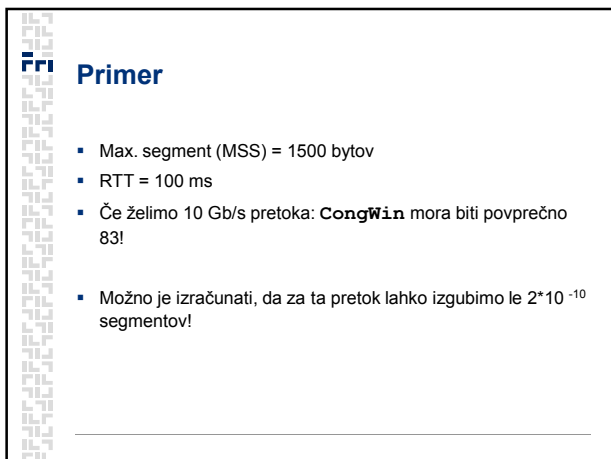 Fri
Primer
▪ Max. segment (MSS) = 1500 bytov
▪ RTT = 100 ms
▪ Če želimo 10 Gb/s pretoka: CongWin mora biti povprečno
83!
▪ Možno je izračunati, da za ta pretok lahko izgubimo le 2*10 -10
segmentov!